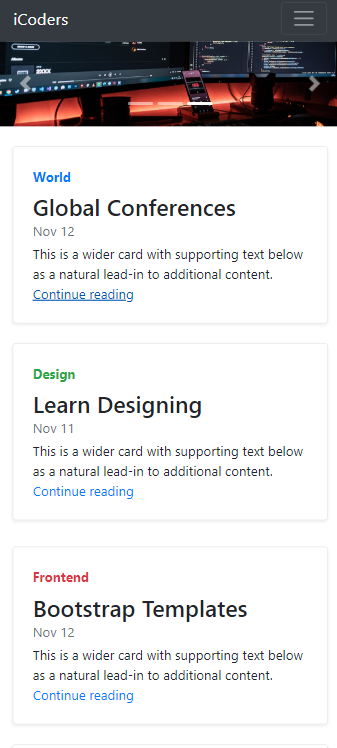 iCoders
World
Global Conferences
Nov 12
This is a wider card with supporting text below
as a natural lead-in to additional content.
Continue reading
Design
Learn Designing
Nov 11
This is a wider card with supporting text below
as a natural lead-in to additional content.
Continue reading
Frontend
Bootstrap Templates
Nov 12
This is a wider card with supporting text below
as a natural lead-in to additional content.
Continue reading